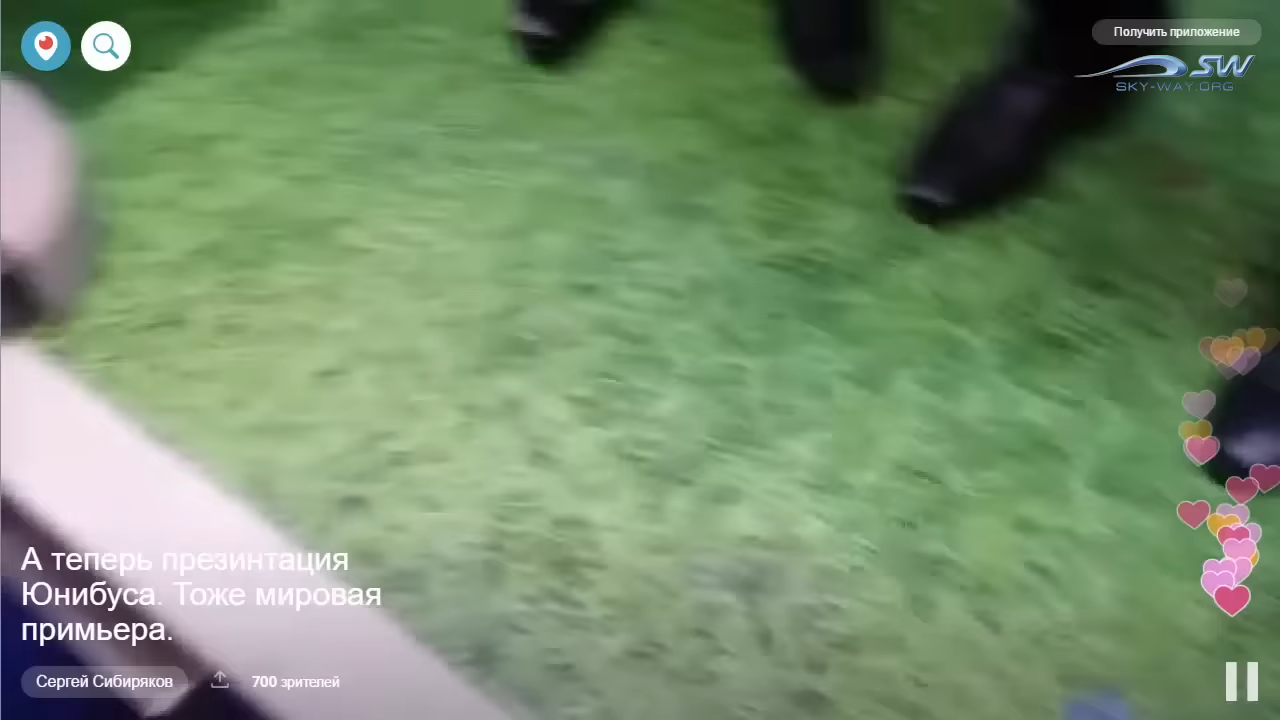 Получить приложение
SW
SKY-WAY.ORG
А теперь презинтация
Юнибуса. Тоже мировая
примьера.
Сергей Сибиряков
700 зрителей